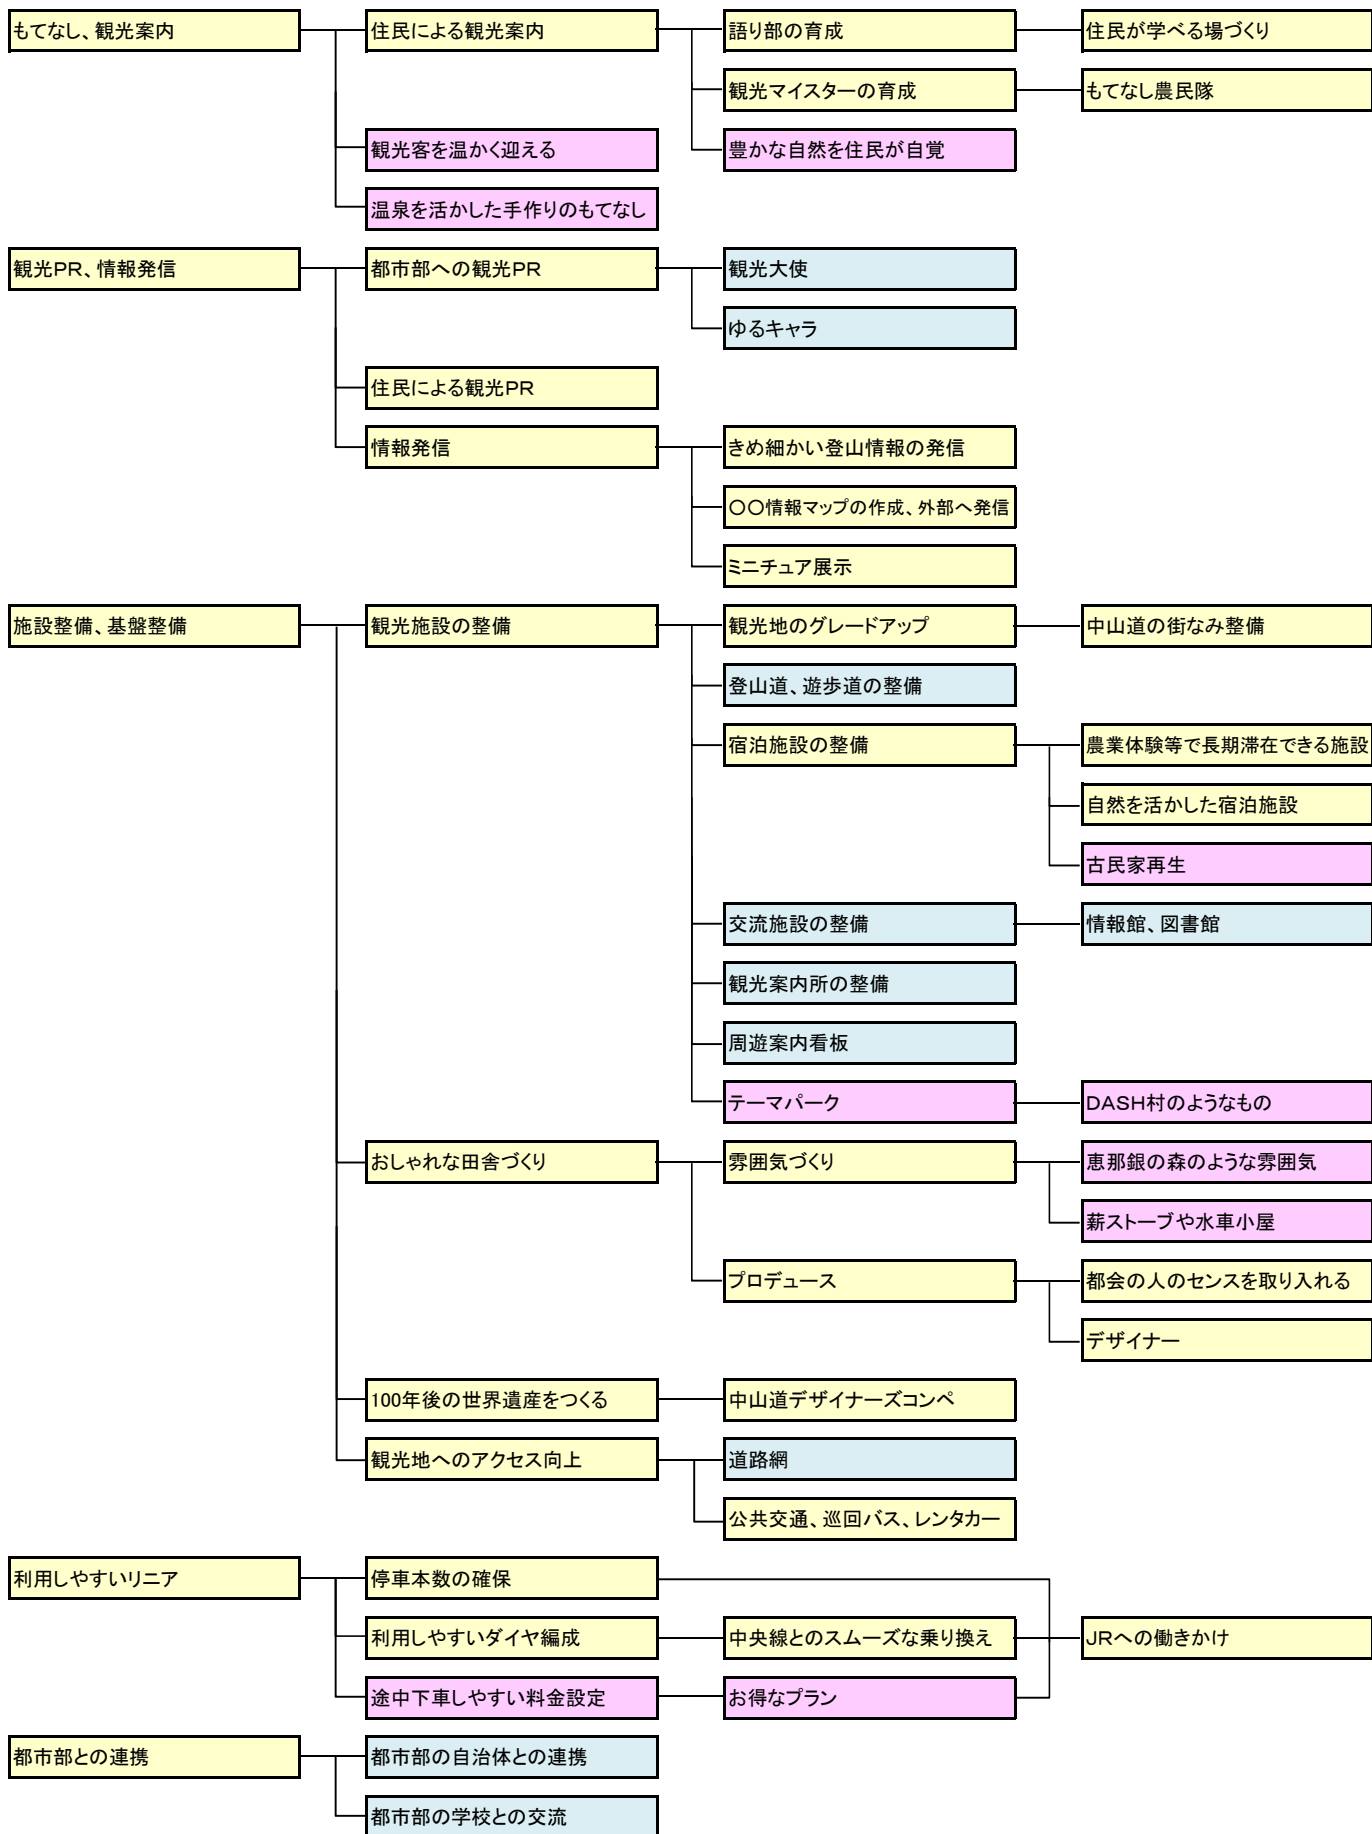 もてなし、観光案内
住民による観光案内
語り部の育成
住民が学べる場づくり
観光マイスターの育成
もてなし農民隊
観光客を温かく迎える
豊かな自然を住民が自覚
温泉を活かした手作りのもてなし
観光PR、情報発信
都市部への観光PR
観光大使
ゆるキャラ
住民による観光PR
情報発信
きめ細かい登山情報の発信
〇〇情報マップの作成、外部へ発信
ミニチュア展示
施設整備、基盤整備
観光施設の整備
観光地のグレードアップ
中山道の街なみ整備
登山道、遊歩道の整備
宿泊施設の整備
農業体験等で長期滞在できる施設
自然を活かした宿泊施設
古民家再生
交流施設の整備
情報館、図書館
観光案内所の整備
周遊案内看板
テーマパーク
DASH村のようなもの
おしゃれな田舎づくり
雰囲気づくり
恵那銀の森のような雰囲気
薪ストーブや水車小屋
プロデュース
都会の人のセンスを取り入れる
デザイナー
100年後の世界遺産をつくる
中山道デザイナーズコンペ
観光地へのアクセス向上
道路網
公共交通、巡回バス、レンタカー
利用しやすいリニア
停車本数の確保
利用しやすいダイヤ編成
中央線とのスムーズな乗り換え
JRへの働きかけ
途中下車しやすい料金設定
お得なプラン
都市部との連携
都市部の自治体との連携
都市部の学校との交流